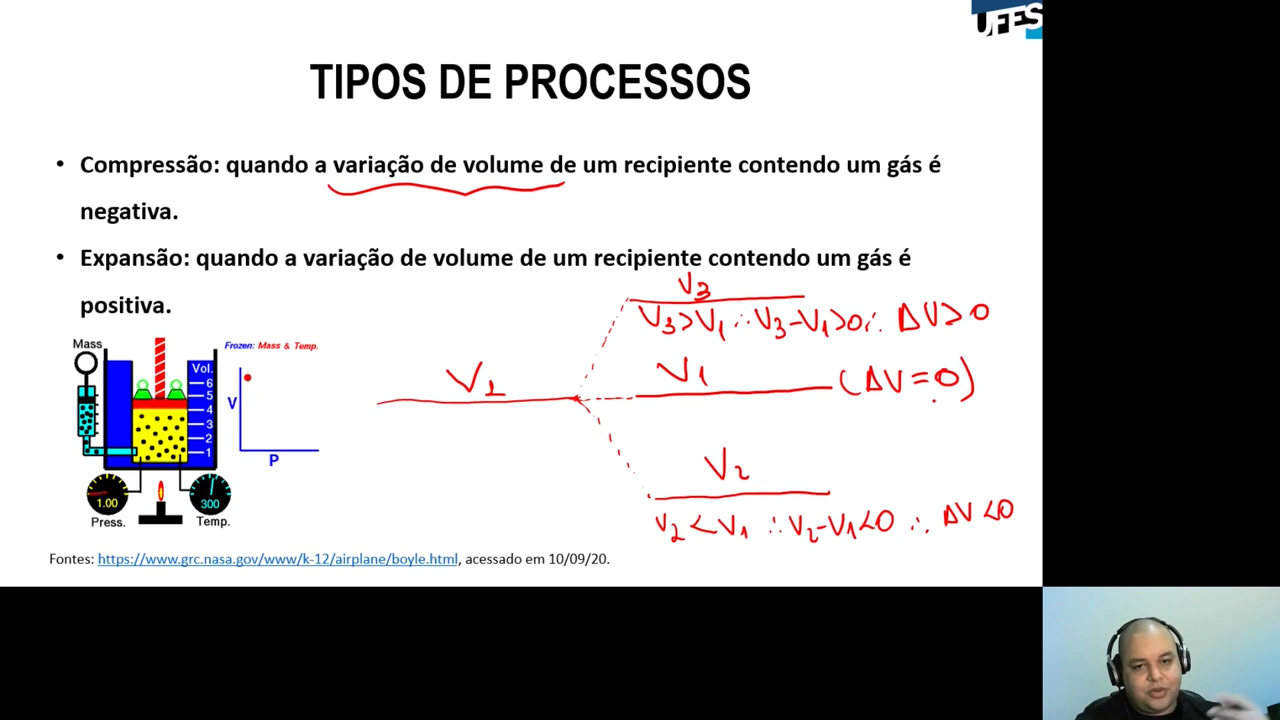 UFES
TIPOS DE PROCESSOS
• Compressão: quando a variação de volume de um recipiente contendo um gás é
negativa.
• Expansão: quando a variação de volume de um recipiente contendo um gás é
positiva.
V3
V3>V1 ∴ V3-V1>0 ∴ ΔV>0
V1
V1 (ΔV=0)
V2
V2<V1 ∴ V2-V1<0 ∴ ΔV<0
Mass
Frozen: Mass & Temp.
Vol.
6
5
4
3
2
1
V
P
1.00
300
Press.
Temp.
Fontes: https://www.grc.nasa.gov/www/k-12/airplane/boyle.html, acessado em 10/09/20.